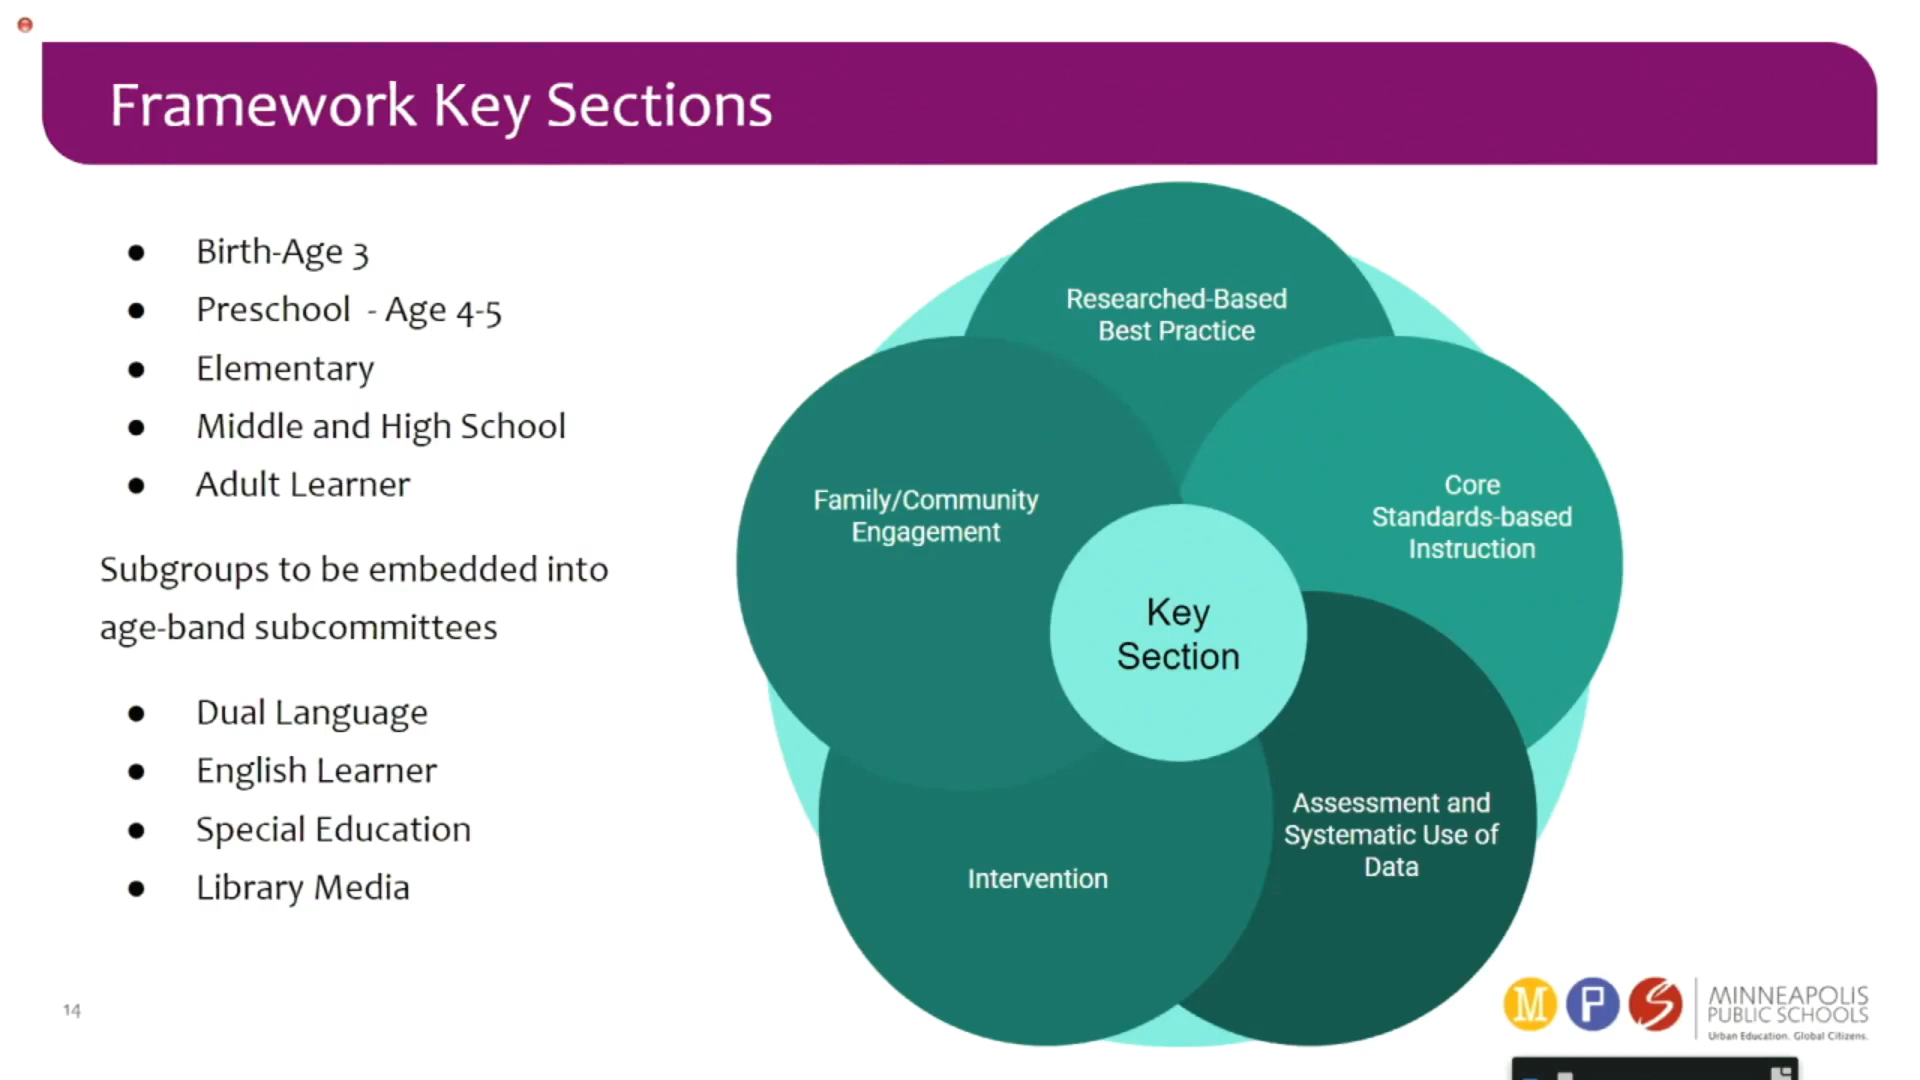 Framework Key Sections
● Birth-Age 3
● Preschool - Age 4-5
● Elementary
● Middle and High School
● Adult Learner
Subgroups to be embedded into
age-band subcommittees
● Dual Language
● English Learner
● Special Education
● Library Media
Researched-Based
Best Practice
Family/Community
Engagement
Core
Standards-based
Instruction
Key
Section
Assessment and
Systematic Use of
Data
Intervention
14
M P S
MINNEAPOLIS
PUBLIC SCHOOLS
Urban Education. Global Citizens.